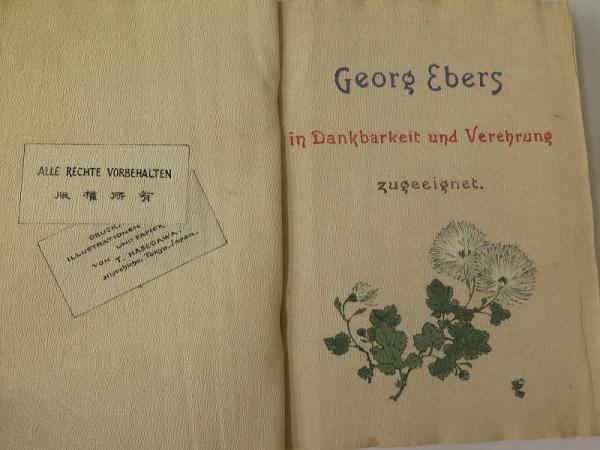 ALLE RECHTE VORBEHALTEN
版權所有
DRUCK,
ILLUSTRATIONEN
UND PAPIER
VON T. HASEGAWA,
Hiyoshicho, Tokyo, Japan.
Georg Ebers
in Dankbarkeit und Verehrung
zugeeignet.